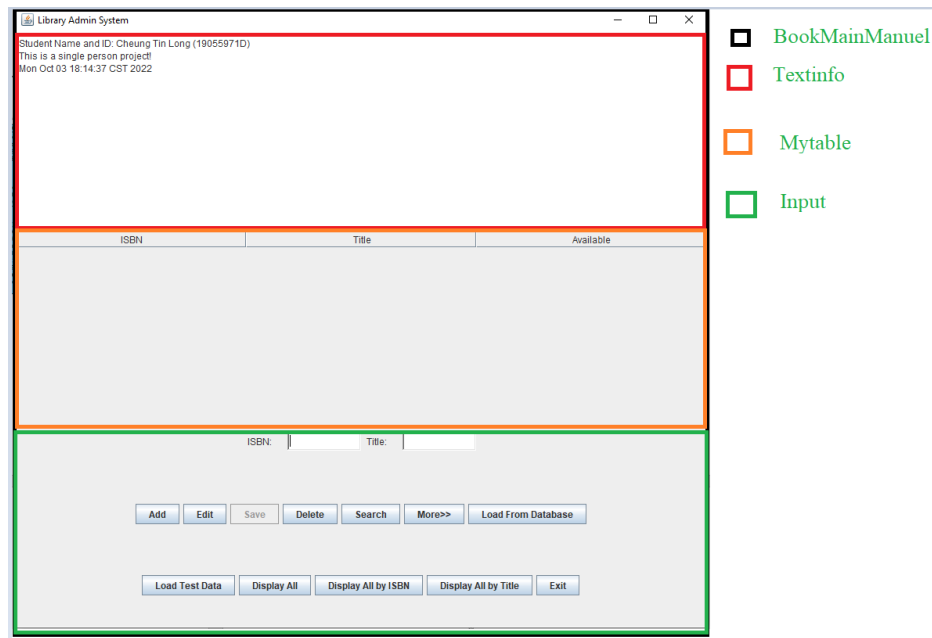 Library Admin System
Student Name and ID: Cheung Tin Long (19055971D)
This is a single person project!
Mon Oct 03 18:14:37 CST 2022
ISBN Title Available
ISBN: Title:
Add Edit Save Delete Search More>> Load From Database
Load Test Data Display All Display All by ISBN Display All by Title Exit
BookMainManuel
Textinfo
Mytable
Input